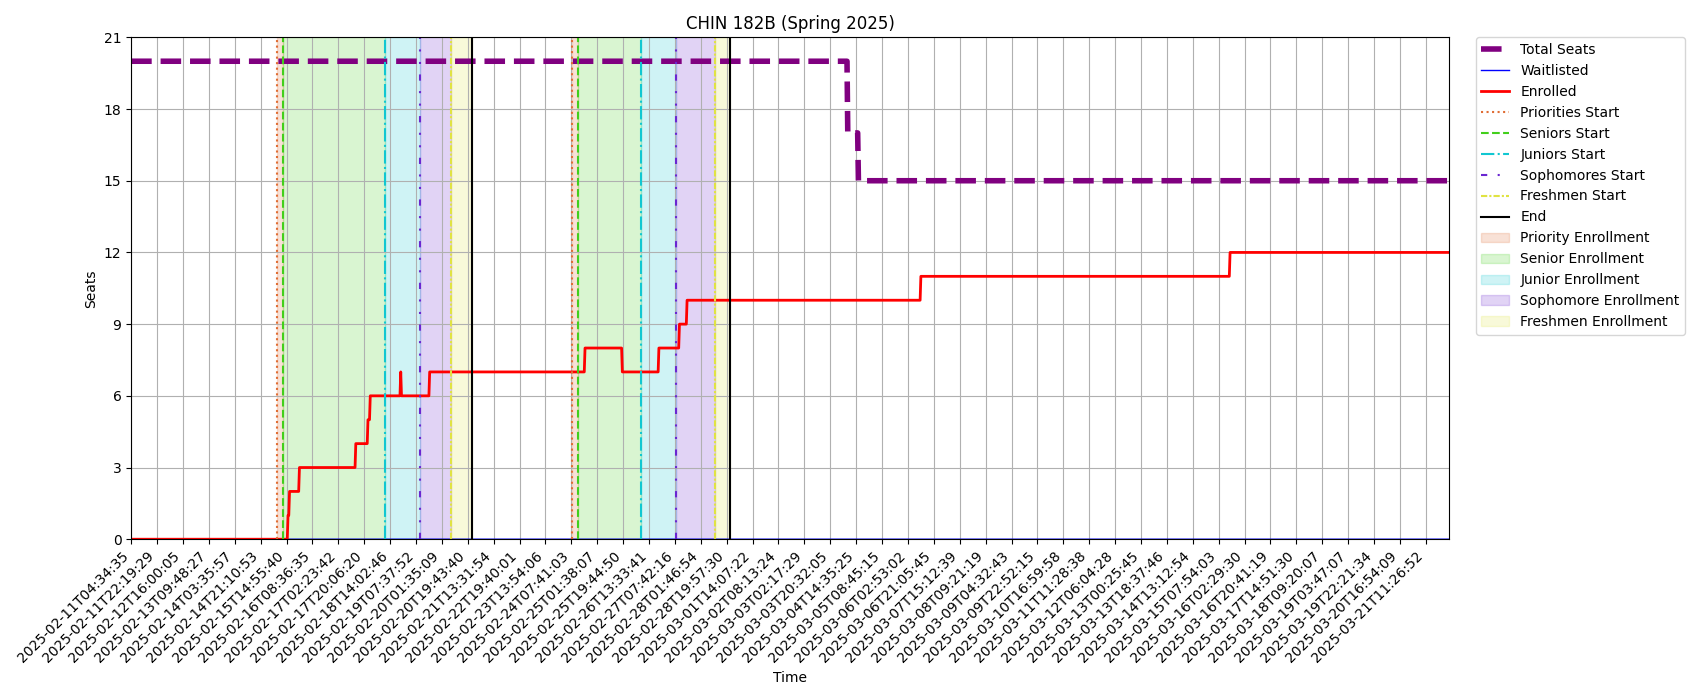 CHIN 182B (Spring 2025)
21
18
15
12
9
6
3
0
Seats
2025-02-11T04:34:35
2025-02-11T22:19:29
2025-02-12T16:00:05
2025-02-13T09:48:27
2025-02-14T03:35:57
2025-02-14T21:10:53
2025-02-15T14:55:40
2025-02-16T08:36:35
2025-02-17T02:23:42
2025-02-17T20:06:20
2025-02-18T14:02:46
2025-02-19T07:37:52
2025-02-20T01:35:09
2025-02-20T19:43:40
2025-02-21T13:31:54
2025-02-22T19:40:01
2025-02-23T13:54:06
2025-02-24T07:41:03
2025-02-25T01:38:07
2025-02-25T19:44:50
2025-02-26T13:33:41
2025-02-27T07:42:16
2025-02-28T01:46:54
2025-02-28T19:57:30
2025-03-01T14:07:22
2025-03-02T08:13:24
2025-03-03T02:17:29
2025-03-03T20:32:05
2025-03-04T14:35:25
2025-03-05T08:45:15
2025-03-06T02:53:02
2025-03-06T21:05:45
2025-03-07T15:12:39
2025-03-08T09:21:19
2025-03-09T04:32:43
2025-03-09T22:52:15
2025-03-10T16:59:58
2025-03-11T11:28:38
2025-03-12T06:04:28
2025-03-13T00:25:45
2025-03-13T18:37:46
2025-03-14T13:12:54
2025-03-15T07:54:03
2025-03-16T02:29:30
2025-03-16T20:41:19
2025-03-17T14:51:30
2025-03-18T09:20:07
2025-03-19T03:47:07
2025-03-19T22:21:34
2025-03-20T16:54:09
2025-03-21T11:26:52
Time
Total Seats
Waitlisted
Enrolled
Priorities Start
Seniors Start
Juniors Start
Sophomores Start
Freshmen Start
End
Priority Enrollment
Senior Enrollment
Junior Enrollment
Sophomore Enrollment
Freshmen Enrollment